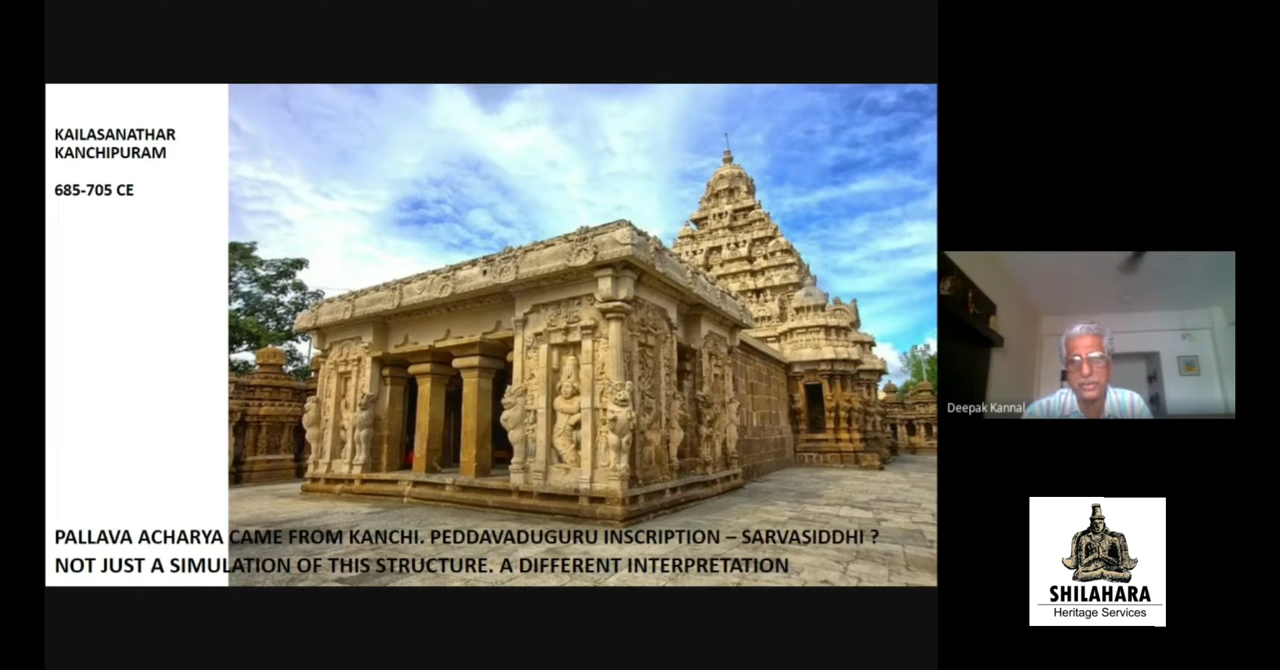 KAILASANATHAR
KANCHIPURAM
685-705 CE
PALLAVA ACHARYA CAME FROM KANCHI. PEDDAVADUGURU INSCRIPTION – SARVASIDDHI ?
NOT JUST A SIMULATION OF THIS STRUCTURE. A DIFFERENT INTERPRETATION
Deepak Kannal
SHILAHARA
Heritage Services